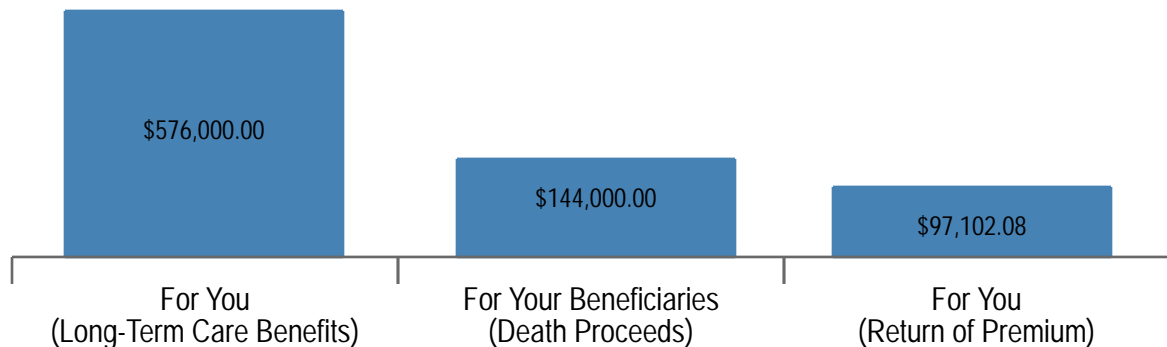 $576,000.00
$144,000.00
$97,102.08
For You
(Long-Term Care Benefits)
For Your Beneficiaries
(Death Proceeds)
For You
(Return of Premium)